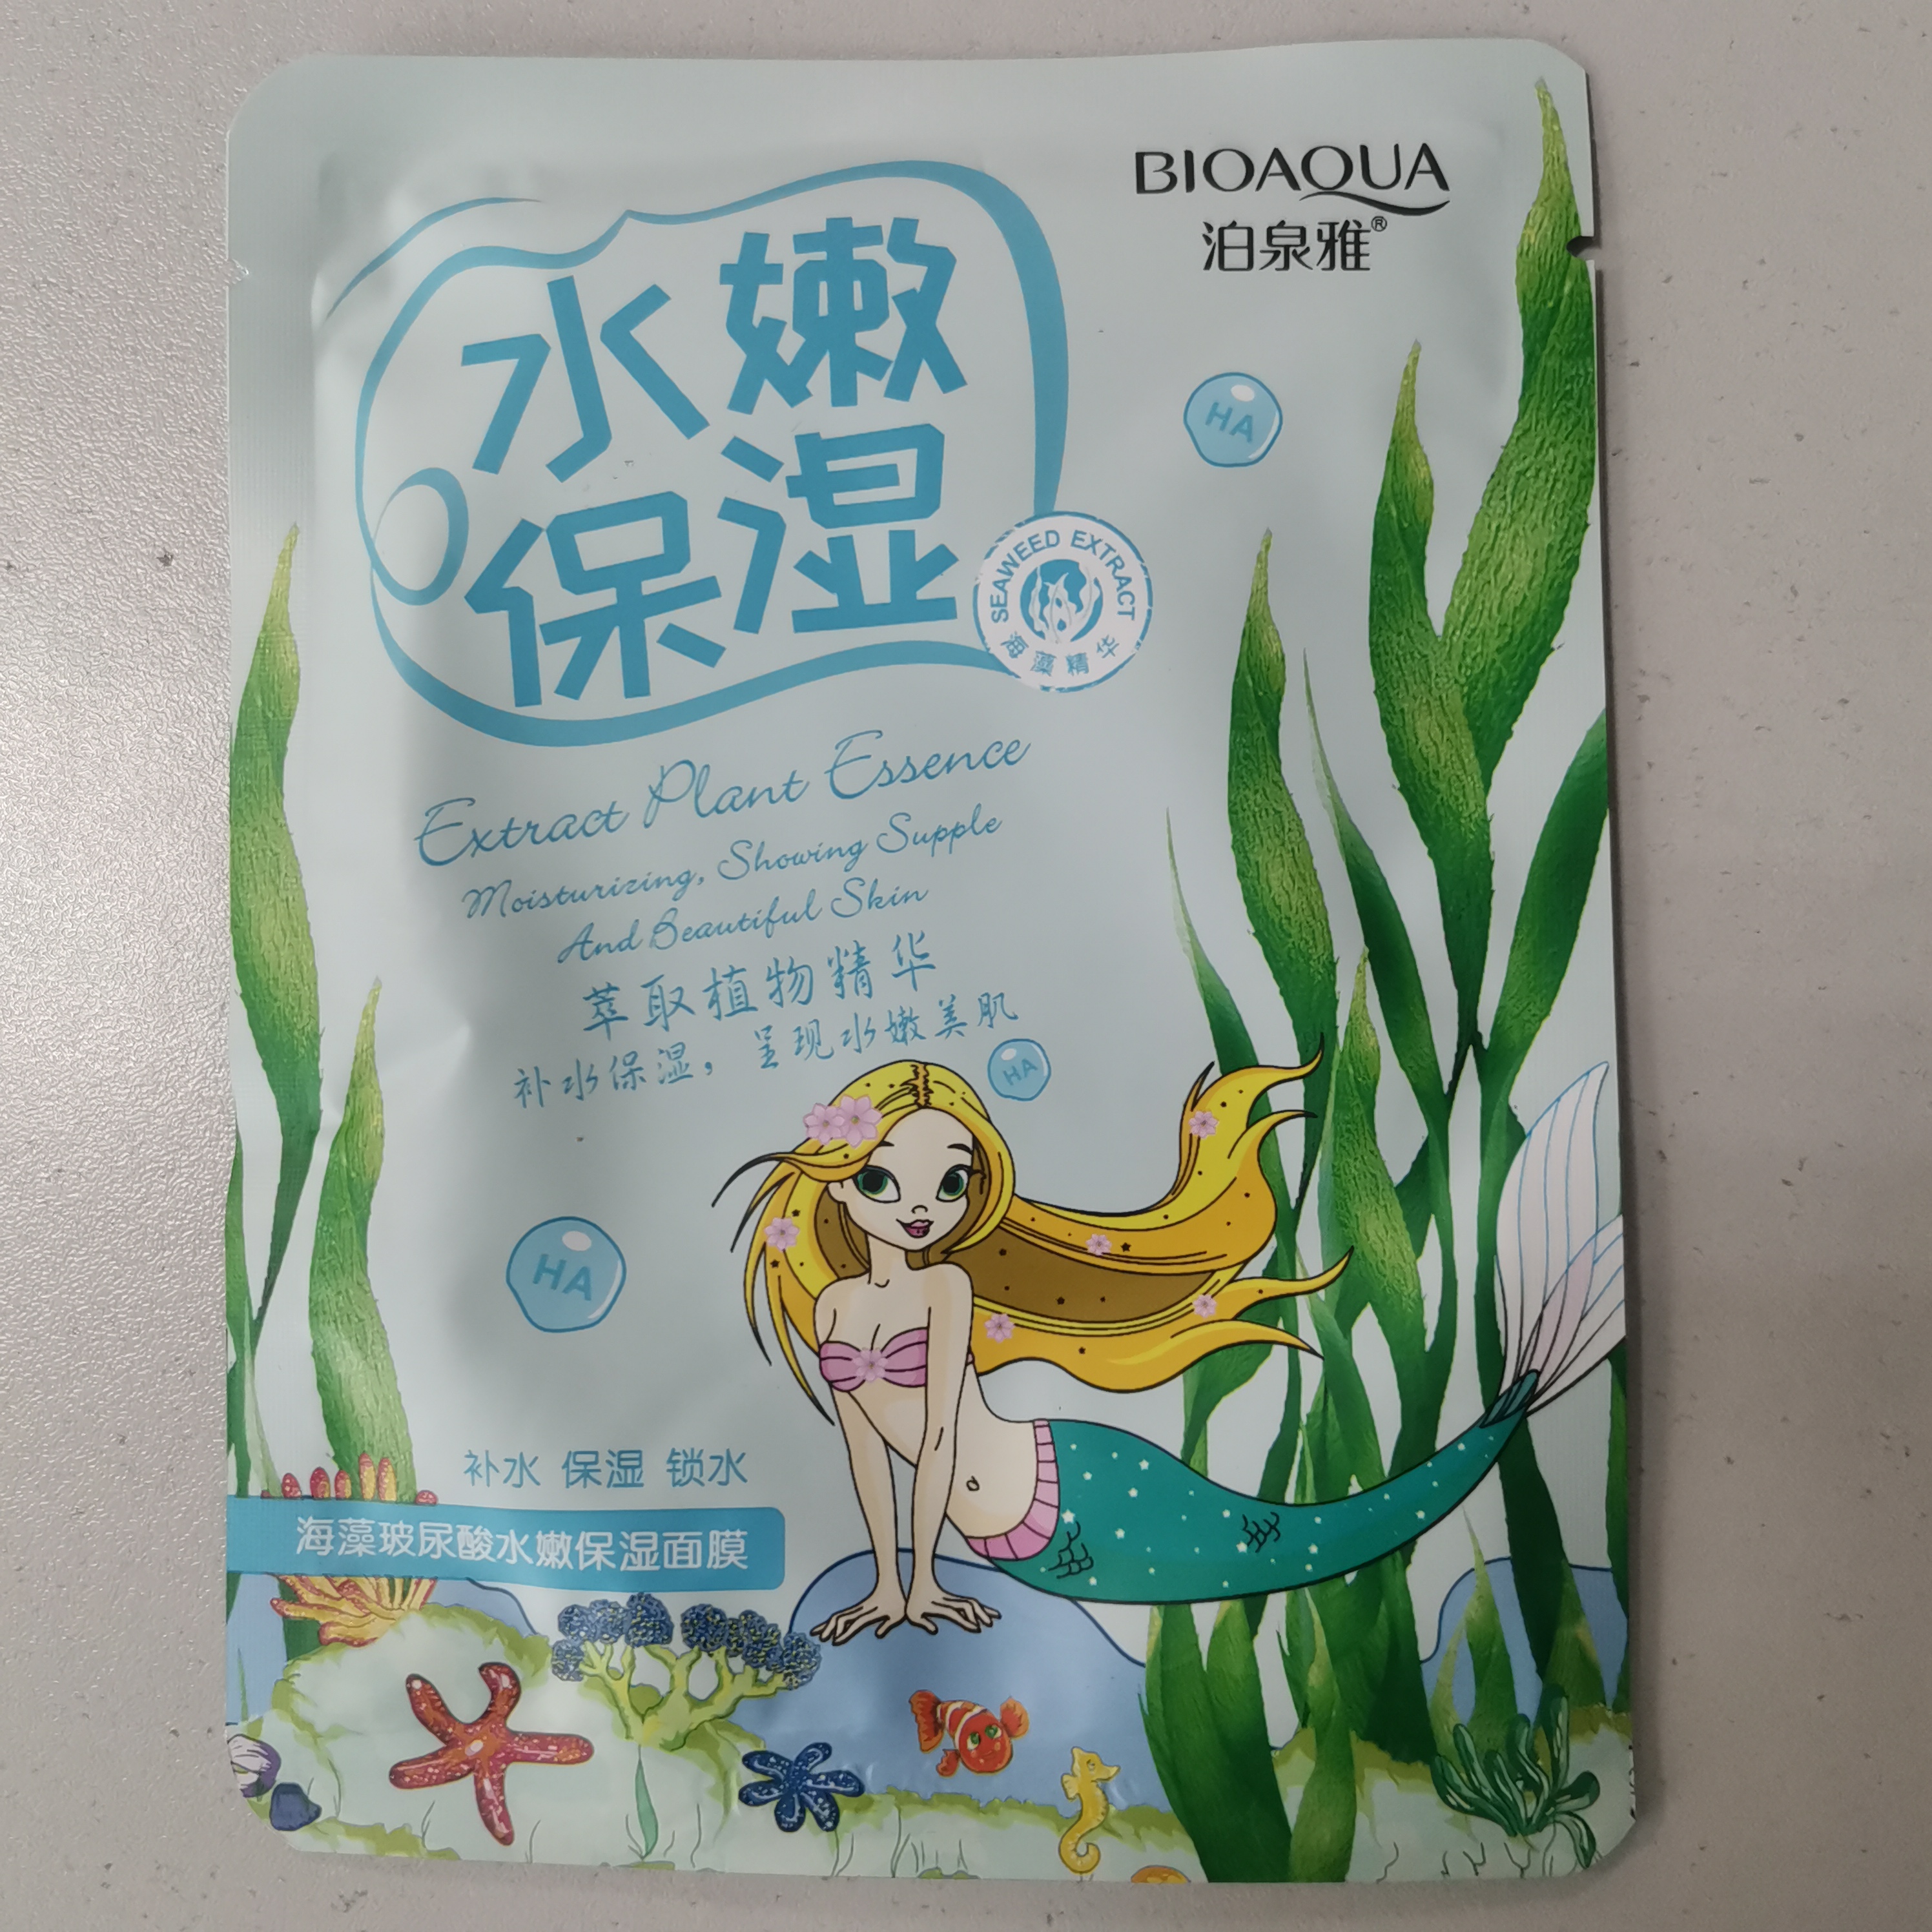 BIOAQUA
泊泉雅®
水嫩
保湿
HA
SEAWEED EXTRACT
海藻精华
Extract Plant Essence
Moisturizing, Showing Supple
And Beautiful Skin
萃取植物精华
补水保湿，呈现水嫩美肌
HA
HA
补水 保湿 锁水
海藻玻尿酸水嫩保湿面膜